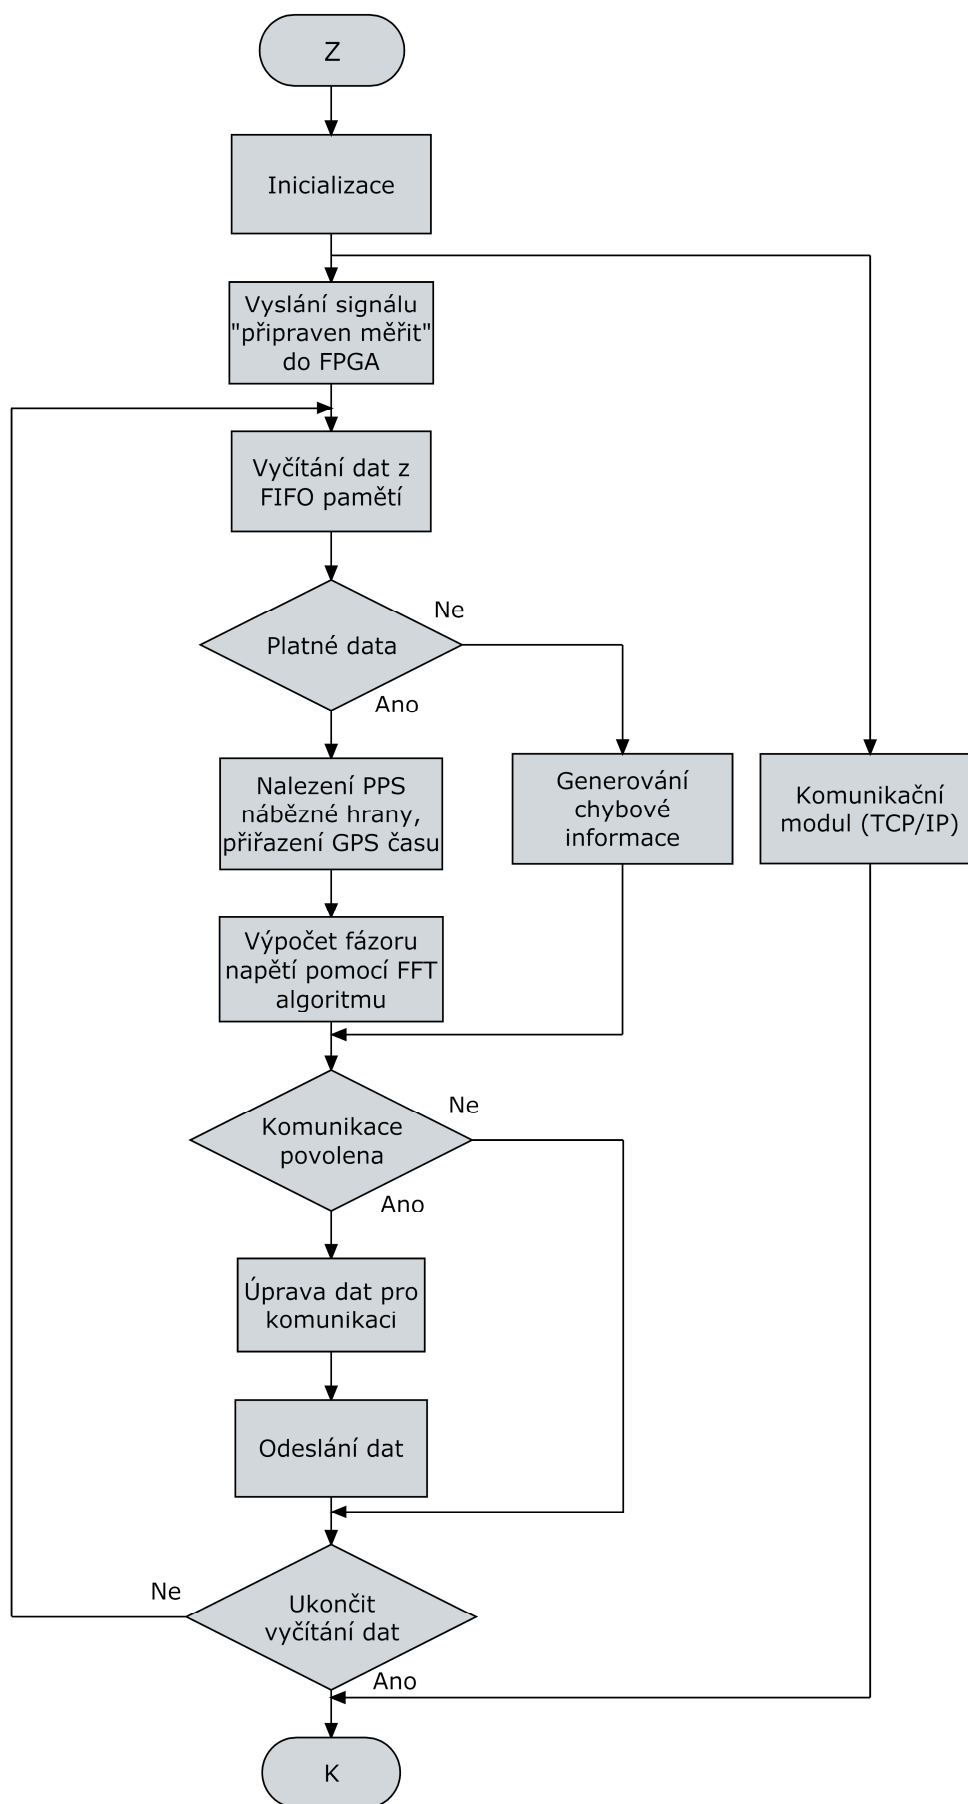 Z
Inicializace
Vyslání signálu
"připraven měřit"
do FPGA
Vyčítání dat z
FIFO pamětí
Ne
Platné data
Ano
Nalezení PPS
náběžné hrany,
přiřazení GPS času
Generování
chybové
informace
Komunikační
modul (TCP/IP)
Výpočet fázoru
napětí pomocí FFT
algoritmu
Ne
Komunikace
povolena
Ano
Úprava dat pro
komunikaci
Odeslání dat
Ne
Ukončit
vyčítání dat
Ano
K